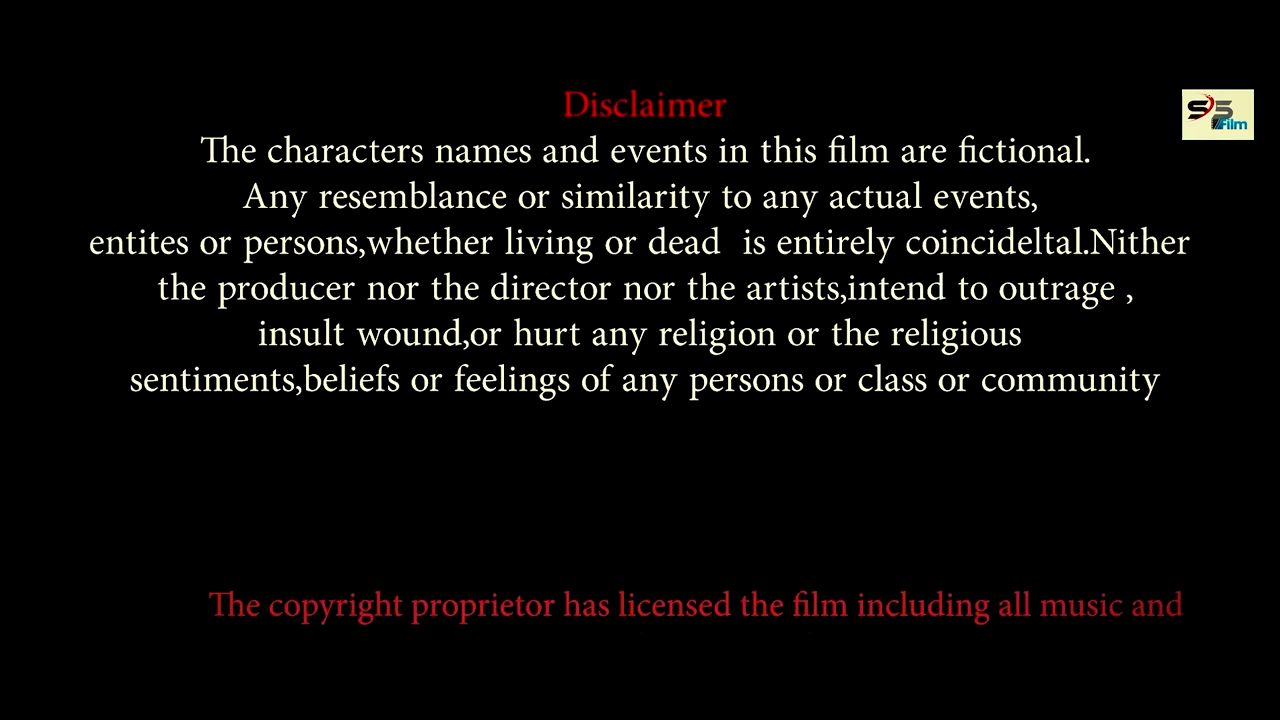 Disclaimer
The characters names and events in this film are fictional.
Any resemblance or similarity to any actual events,
entites or persons,whether living or dead is entirely coincideltal.Nither
the producer nor the director nor the artists,intend to outrage ,
insult wound,or hurt any religion or the religious
sentiments,beliefs or feelings of any persons or class or community
The copyright proprietor has licensed the film including all music and
Film